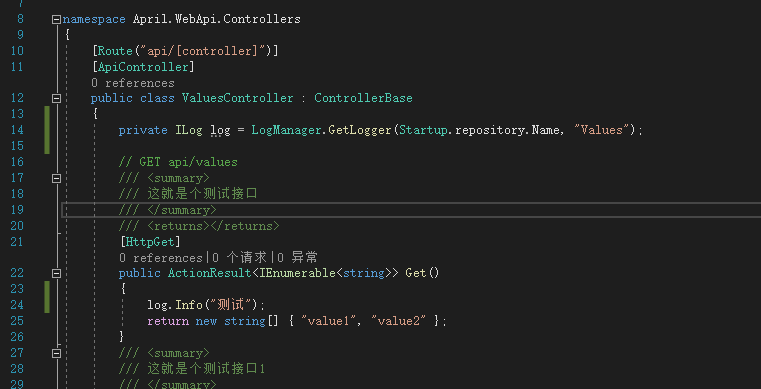 7
8 namespace April.WebApi.Controllers
9 {
10 [Route("api/[controller]")]
11 [ApiController]
0 references
12 public class ValuesController : ControllerBase
13 {
14 private ILog log = LogManager.GetLogger(Startup.repository.Name, "Values");
15
16 // GET api/values
17 /// <summary>
18 /// 这就是个测试接口
19 /// </summary>
20 /// <returns></returns>
21 [HttpGet]
0 references|0 个请求|0 异常
22 public ActionResult<IEnumerable<string>> Get()
23 {
24 log.Info("测试");
25 return new string[] { "value1", "value2" };
26 }
27 /// <summary>
28 /// 这就是个测试接口1
29 /// </summary>